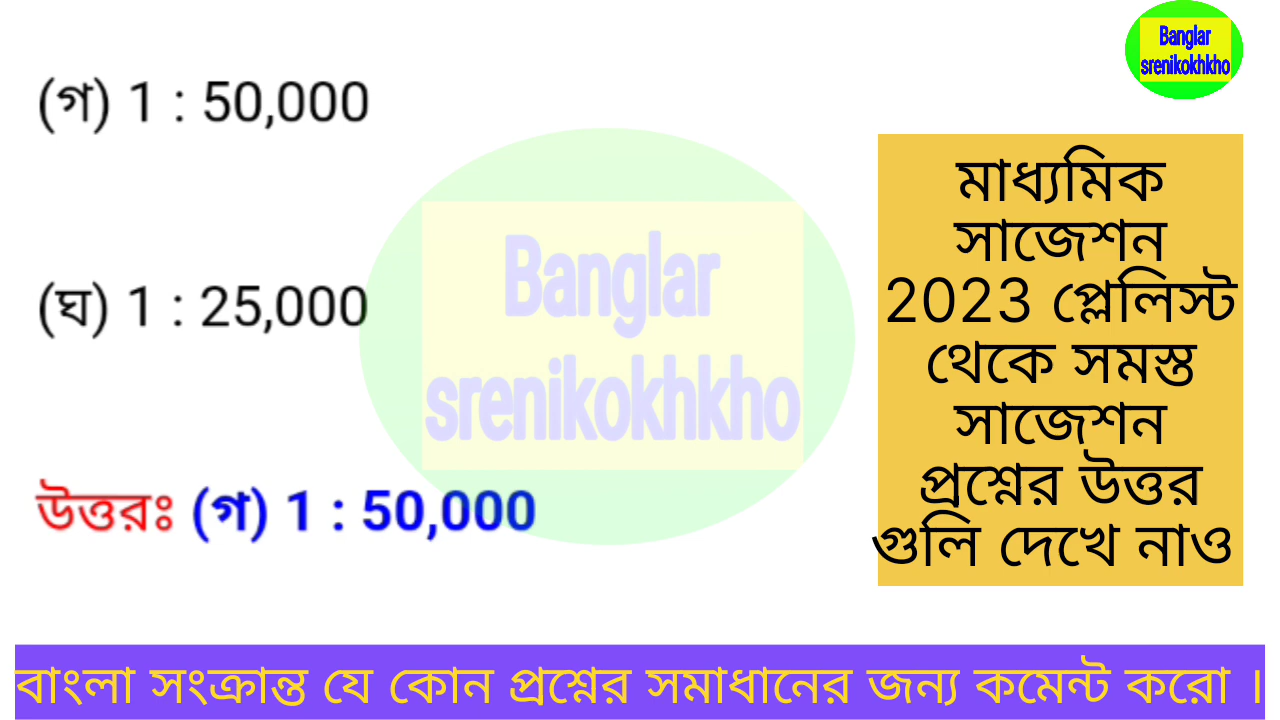 Banglar
srenikokhkho
(গ) 1 : 50,000
(ঘ) 1 : 25,000
Banglar
srenikokhkho
উত্তরঃ (গ) 1 : 50,000
মাধ্যমিক
সাজেশন
2023 প্লেলিস্ট
থেকে সমস্ত
সাজেশন
প্রশ্নের উত্তর
গুলি দেখে নাও
বাংলা সংক্রান্ত যে কোন প্রশ্নের সমাধানের জন্য কমেন্ট করো ।